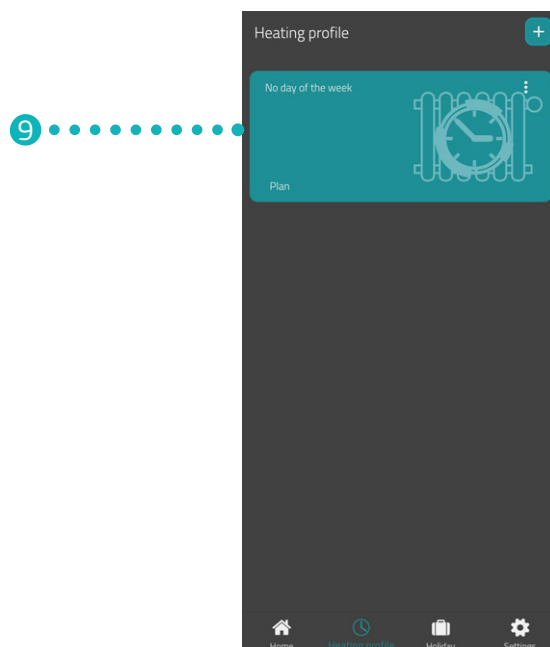 Heating profile
+
No day of the week
9
Plan
Home Heating profile Holiday Settings